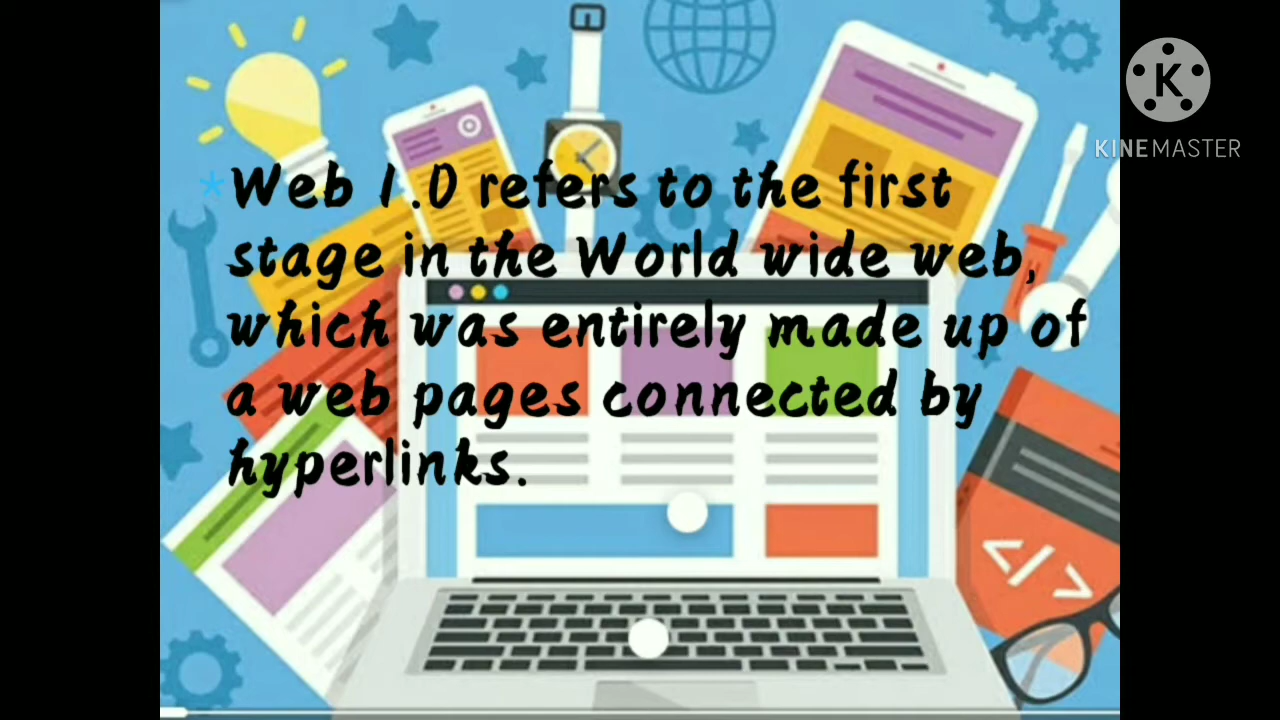 *Web 1.0 refers to the first
stage in the World wide web,
which was entirely made up of
a web pages connected by
hyperlinks.
</>
K
KINEMASTER